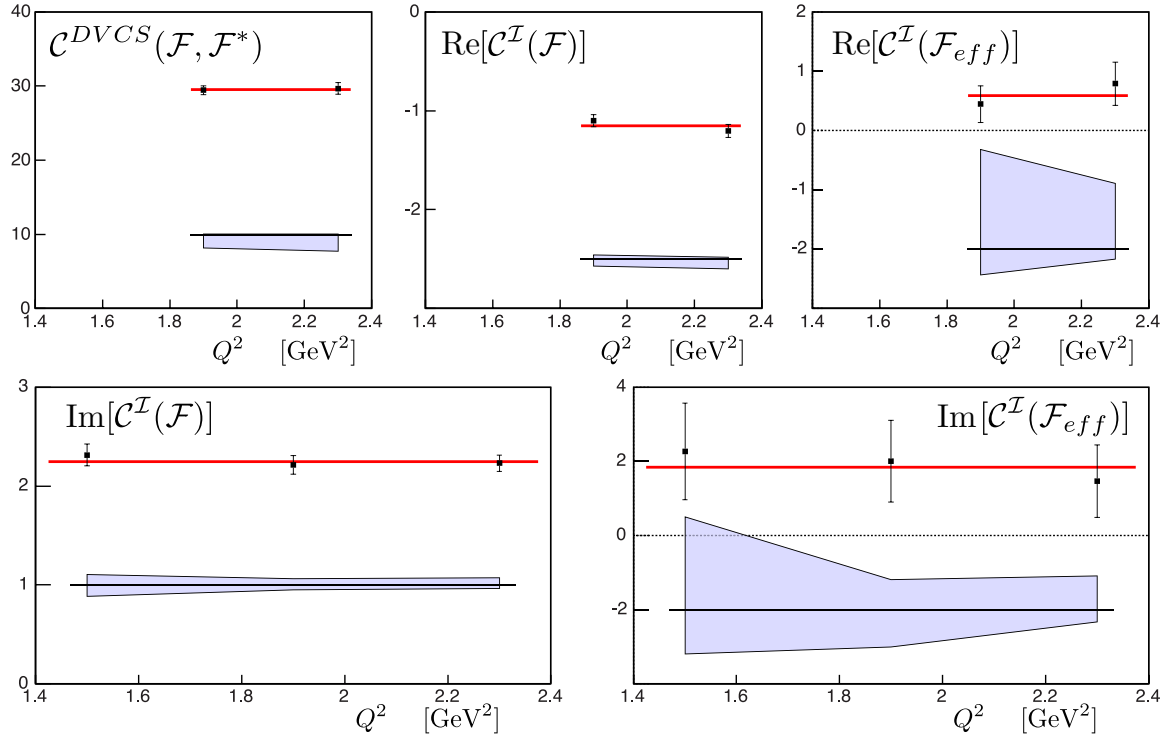 𝒞^{DVCS}(ℱ, ℱ*)
40
30
20
10
0
1.4 1.6 1.8 2 2.2 2.4
Q² [GeV²]
Re[𝒞^ℐ(ℱ)]
0
-1
-2
1.4 1.6 1.8 2 2.2 2.4
Q² [GeV²]
Re[𝒞^ℐ(ℱ_{eff})]
2
1
0
-1
-2
-3
1.4 1.6 1.8 2 2.2 2.4
Q² [GeV²]
Im[𝒞^ℐ(ℱ)]
3
2
1
0
1.4 1.6 1.8 2 2.2 2.4
Q² [GeV²]
Im[𝒞^ℐ(ℱ_{eff})]
4
2
0
-2
-4
1.4 1.6 1.8 2 2.2 2.4
Q² [GeV²]